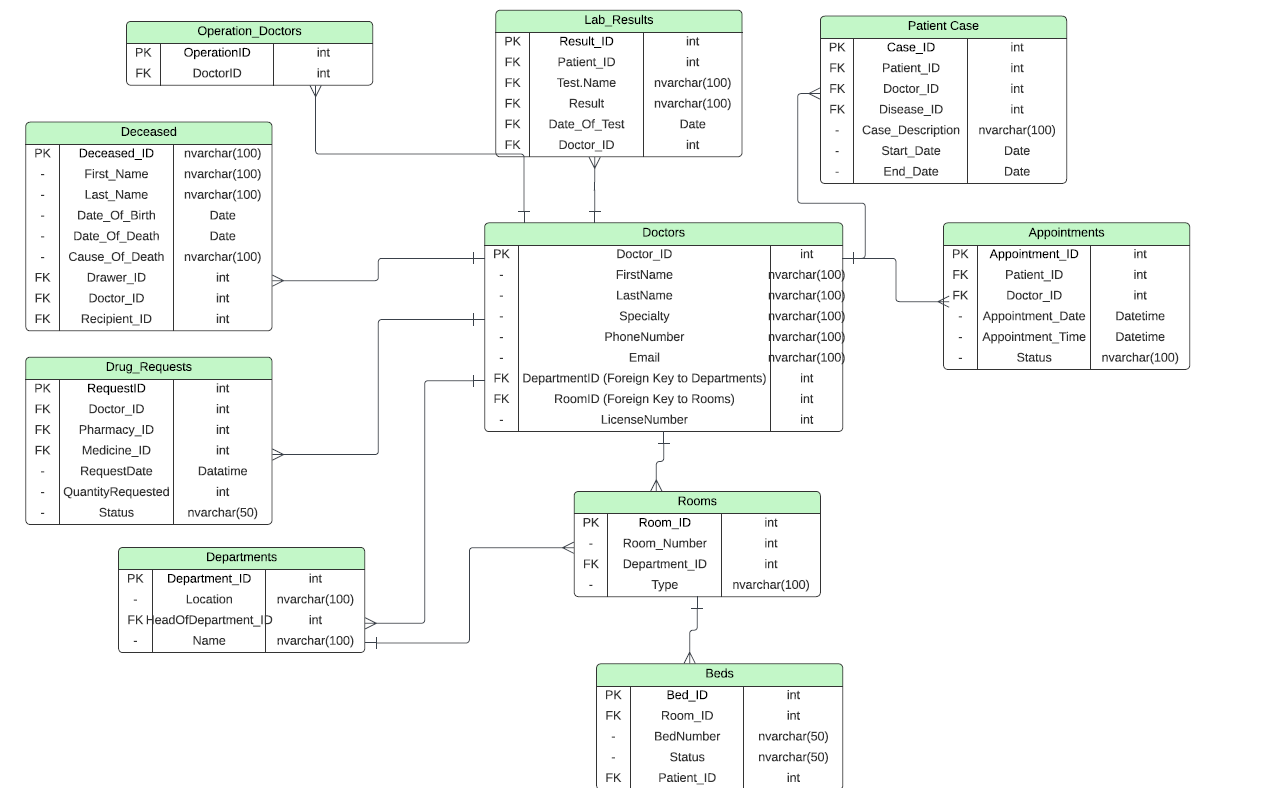 Operation_Doctors
PK OperationID int
FK DoctorID int
Lab_Results
PK Result_ID int
FK Patient_ID int
FK Test.Name nvarchar(100)
FK Result nvarchar(100)
FK Date_Of_Test Date
FK Doctor_ID int
Patient Case
PK Case_ID int
FK Patient_ID int
FK Doctor_ID int
FK Disease_ID int
- Case_Description nvarchar(100)
- Start_Date Date
- End_Date Date
Deceased
PK Deceased_ID nvarchar(100)
- First_Name nvarchar(100)
- Last_Name nvarchar(100)
- Date_Of_Birth Date
- Date_Of_Death Date
- Cause_Of_Death nvarchar(100)
FK Drawer_ID int
FK Doctor_ID int
FK Recipient_ID int
Doctors
PK Doctor_ID int
- FirstName nvarchar(100)
- LastName nvarchar(100)
- Specialty nvarchar(100)
- PhoneNumber nvarchar(100)
- Email nvarchar(100)
FK DepartmentID (Foreign Key to Departments) int
FK RoomID (Foreign Key to Rooms) int
- LicenseNumber int
Appointments
PK Appointment_ID int
FK Patient_ID int
FK Doctor_ID int
- Appointment_Date Datetime
- Appointment_Time Datetime
- Status nvarchar(100)
Drug_Requests
PK RequestID int
FK Doctor_ID int
FK Pharmacy_ID int
FK Medicine_ID int
- RequestDate Datatime
- QuantityRequested int
- Status nvarchar(50)
Rooms
PK Room_ID int
- Room_Number int
FK Department_ID int
- Type nvarchar(100)
Departments
PK Department_ID int
- Location nvarchar(100)
FK HeadOfDepartment_ID int
- Name nvarchar(100)
Beds
PK Bed_ID int
FK Room_ID int
- BedNumber nvarchar(50)
- Status nvarchar(50)
FK Patient_ID int